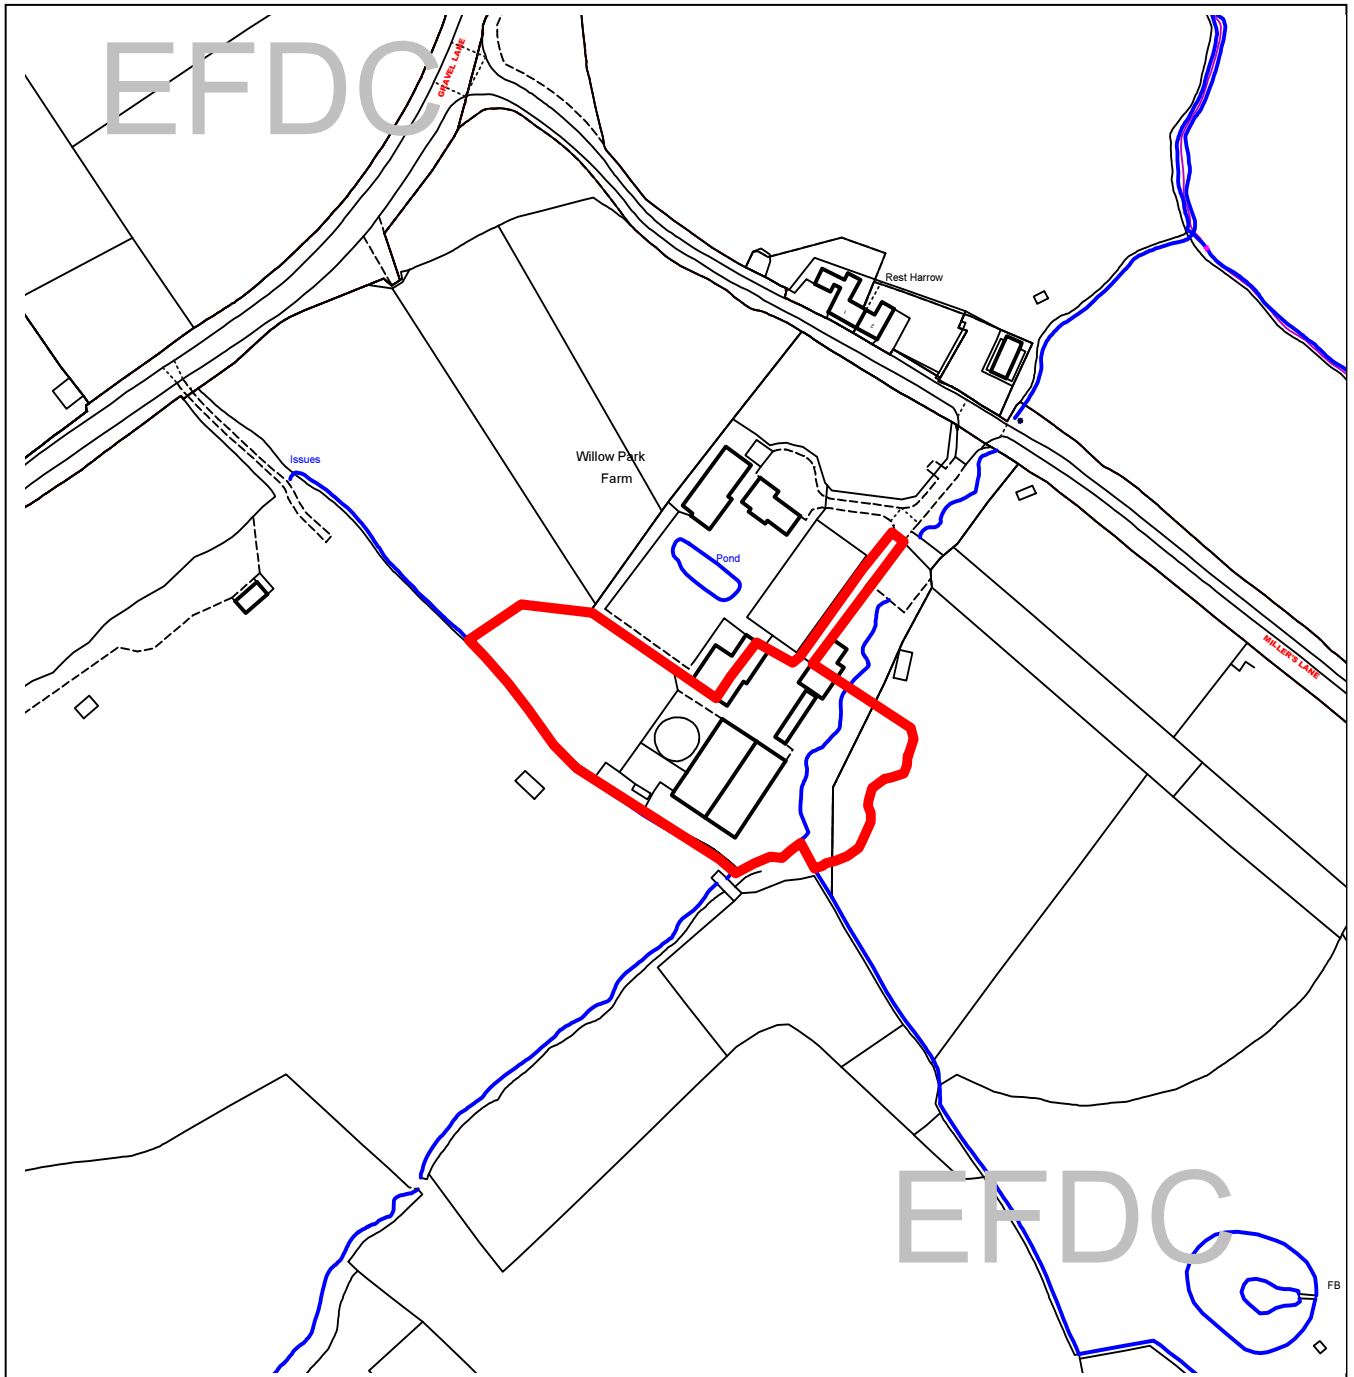 EFDC
GRAVEL LANE
Rest Harrow
Willow Park
Farm
Issues
Pond
MILLER'S LANE
EFDC
FB